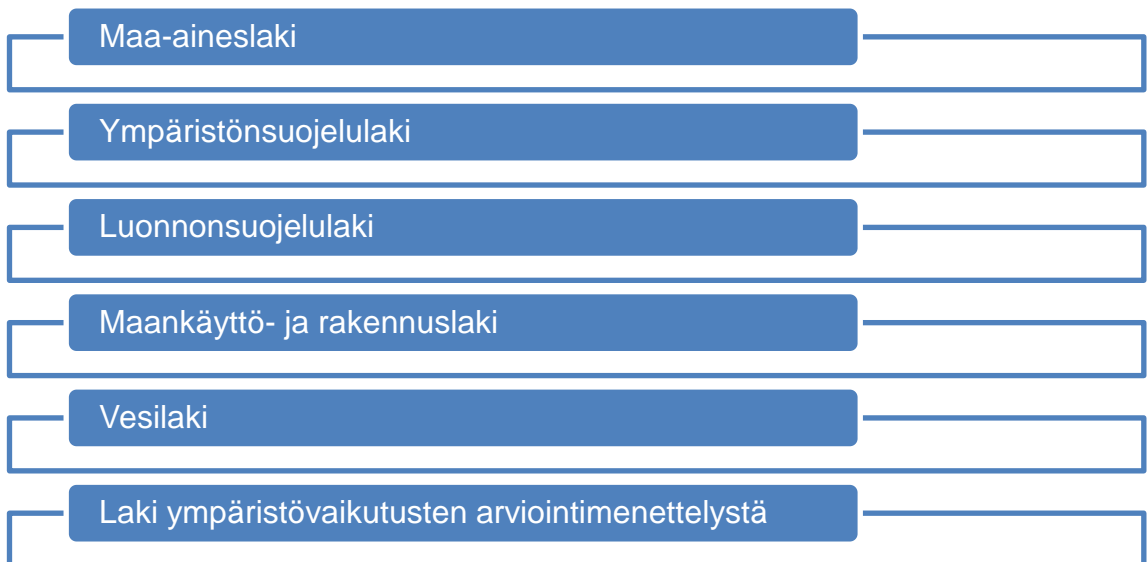 Maa-aineslaki
Ympäristönsuojelulaki
Luonnonsuojelulaki
Maankäyttö- ja rakennuslaki
Vesilaki
Laki ympäristövaikutusten arviointimenettelystä